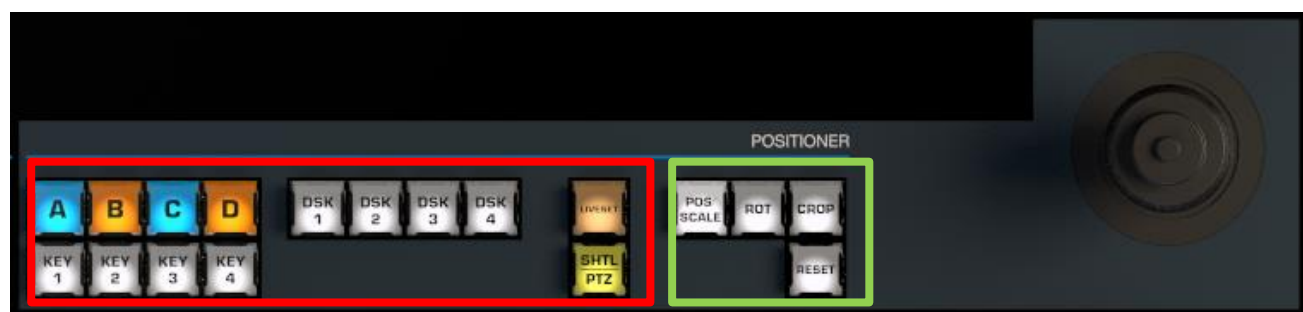 POSITIONER
A B C D DSK 1 DSK 2 DSK 3 DSK 4 LIVESET POS SCALE ROT CROP
KEY 1 KEY 2 KEY 3 KEY 4 SHTL PTZ RESET